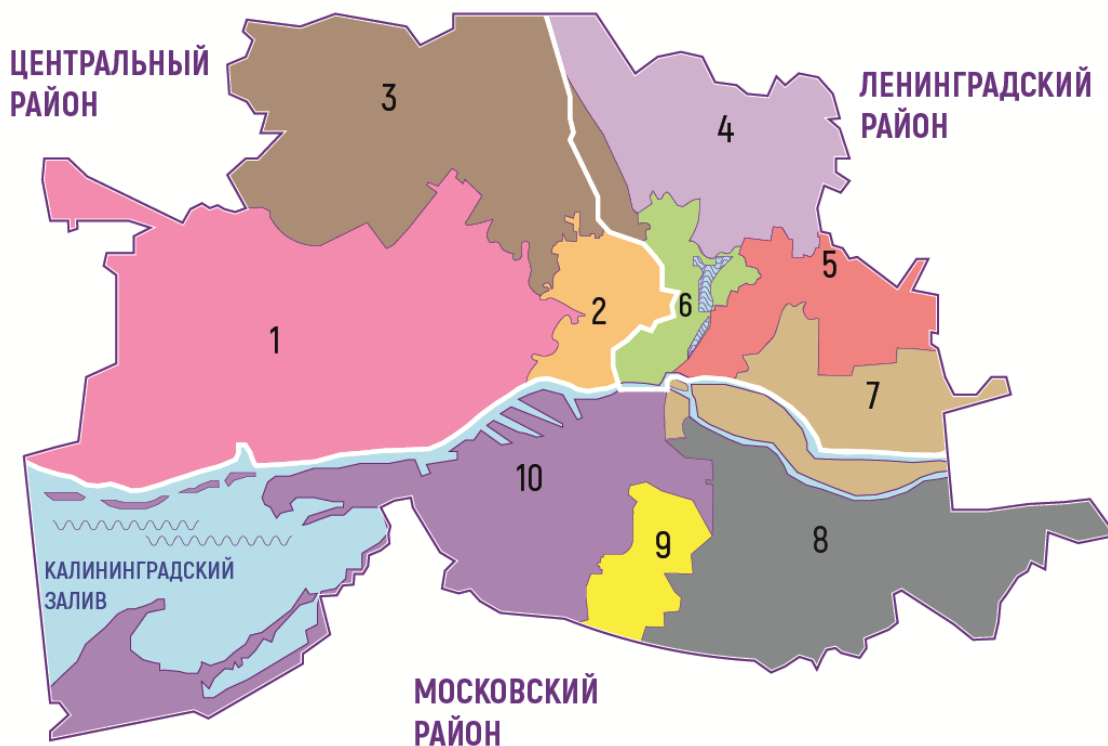 ЦЕНТРАЛЬНЫЙ
РАЙОН
ЛЕНИНГРАДСКИЙ
РАЙОН
3
4
5
6
2
1
7
10
9
8
КАЛИНИНГРАДСКИЙ
ЗАЛИВ
МОСКОВСКИЙ
РАЙОН